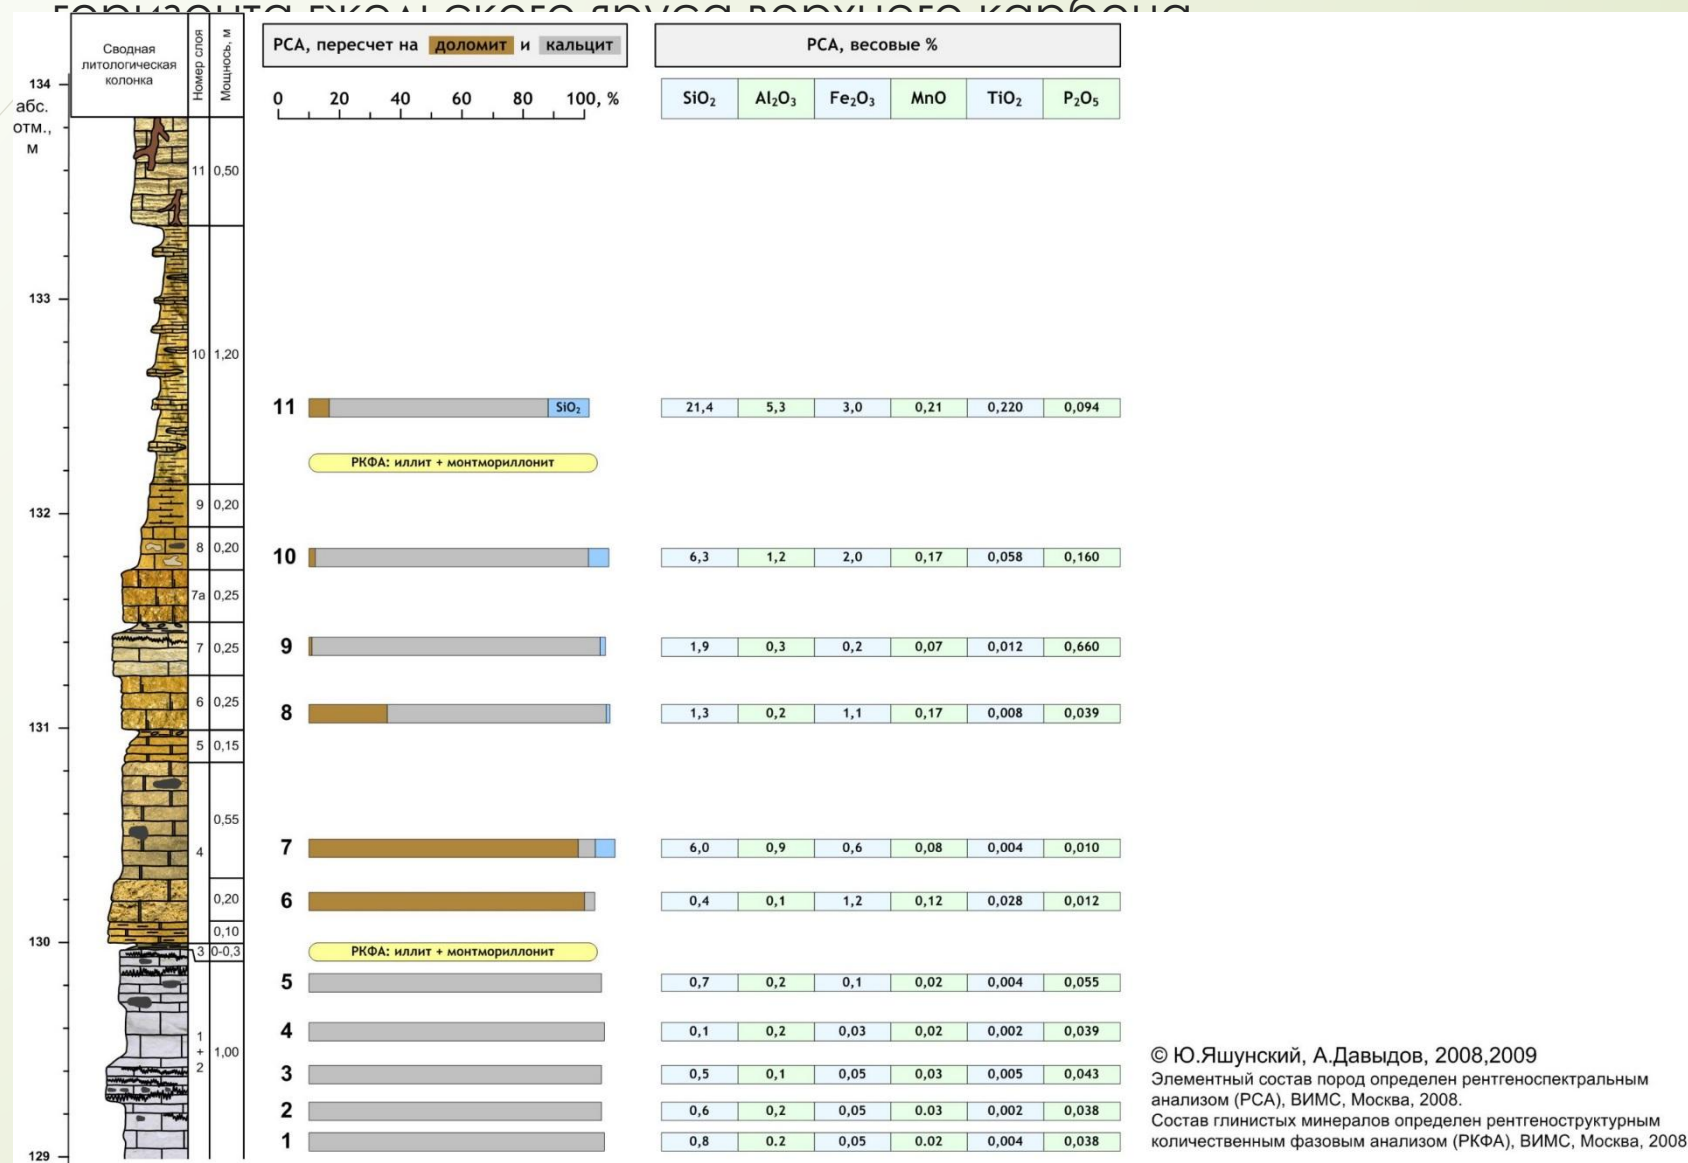 горизонта гжельского яруса верхнего карбона
Сводная
литологическая
колонка
Номер слоя
Мощнось, м
РСА, пересчет на доломит и кальцит
РСА, весовые %
0 20 40 60 80 100, %
SiO₂ Al₂O₃ Fe₂O₃ MnO TiO₂ P₂O₅
134
абс.
отм.,
м
11 0,50
133
10 1,20
11 SiO₂ 21,4 5,3 3,0 0,21 0,220 0,094
РКФА: иллит + монтмориллонит
132
9 0,20
8 0,20
10 6,3 1,2 2,0 0,17 0,058 0,160
7а 0,25
7 0,25
9 1,9 0,3 0,2 0,07 0,012 0,660
6 0,25
8 1,3 0,2 1,1 0,17 0,008 0,039
131
5 0,15
0,55
4
7 6,0 0,9 0,6 0,08 0,004 0,010
0,20
6 0,4 0,1 1,2 0,12 0,028 0,012
0,10
130
3 0-0,3
РКФА: иллит + монтмориллонит
5 0,7 0,2 0,1 0,02 0,004 0,055
4 0,1 0,2 0,03 0,02 0,002 0,039
1
+
2
1,00
3 0,5 0,1 0,05 0,03 0,005 0,043
2 0,6 0,2 0,05 0.03 0,002 0,038
1 0,8 0.2 0,05 0.02 0,004 0,038
129
© Ю.Яшунский, А.Давыдов, 2008,2009
Элементный состав пород определен рентгеноспектральным
анализом (РСА), ВИМС, Москва, 2008.
Состав глинистых минералов определен рентгеноструктурным
количественным фазовым анализом (РКФА), ВИМС, Москва, 2008